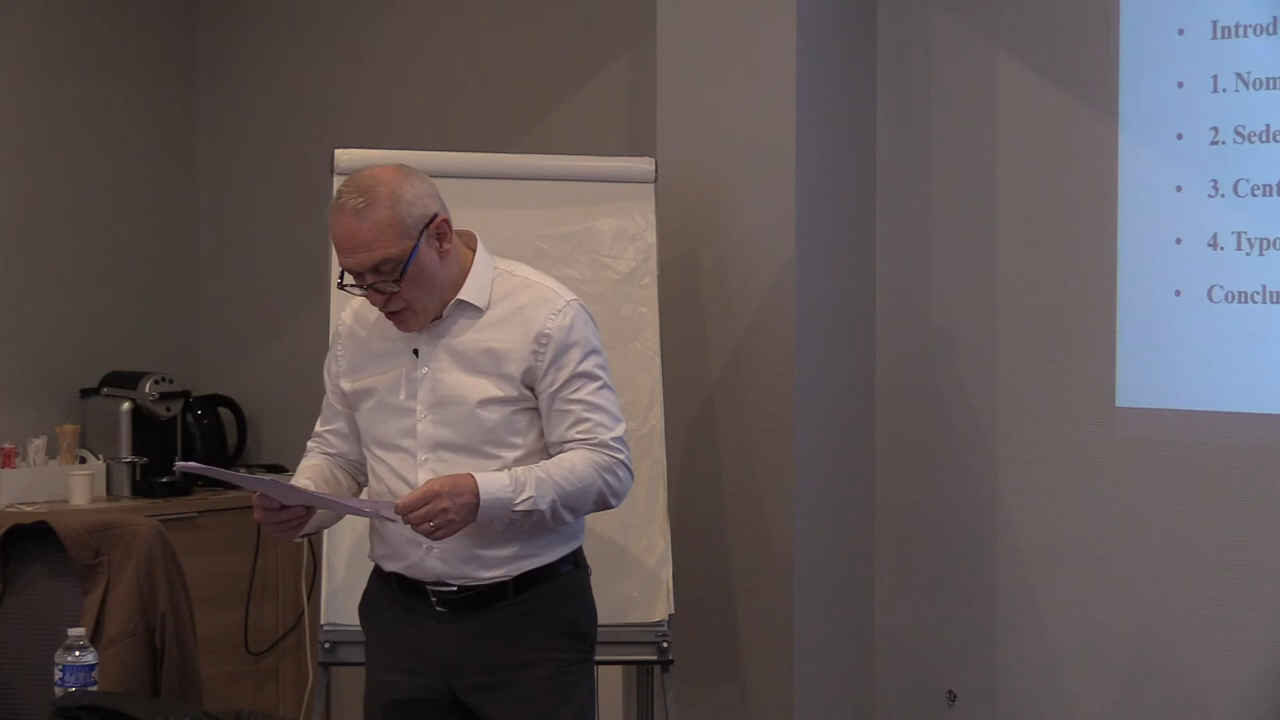 • Introd
• 1. Nom
• 2. Sede
• 3. Cent
• 4. Typo
• Conclu